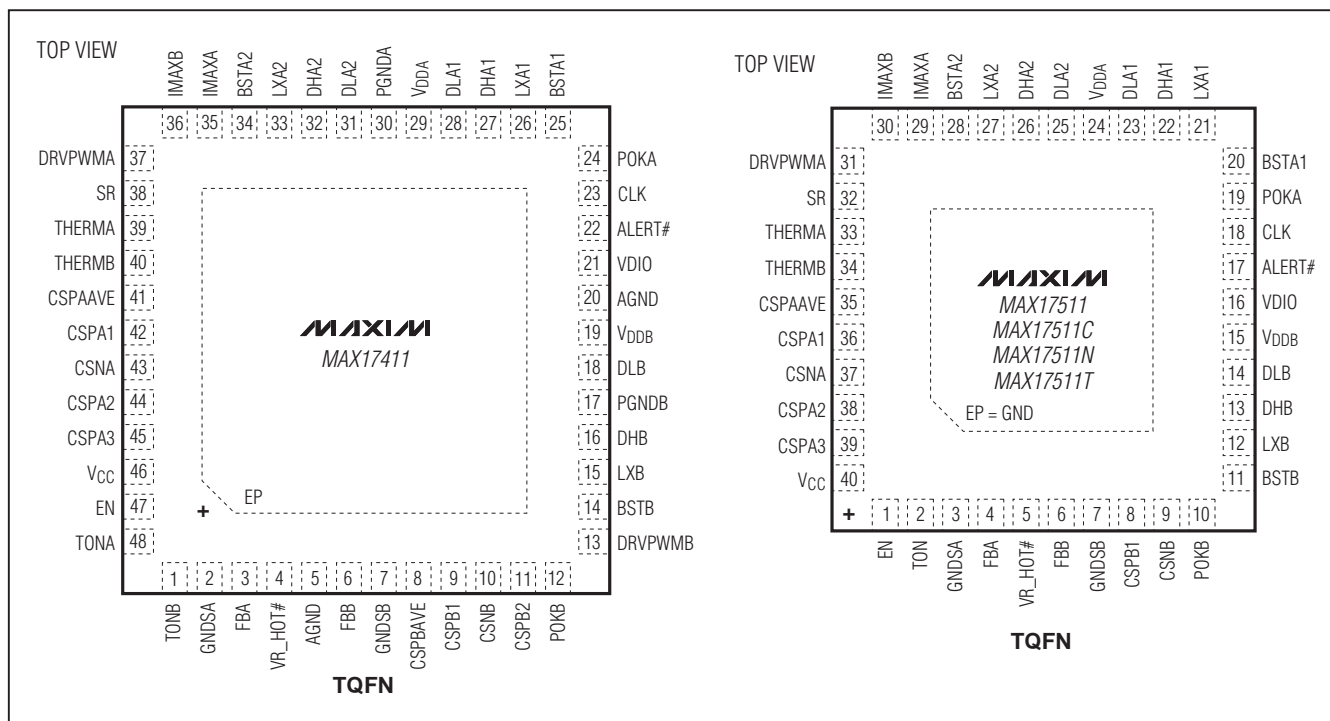 TOP VIEW
IMAXB
IMAXA
BSTA2
LXA2
DHA2
DLA2
PGNDA
VDDA
DLA1
DHA1
LXA1
BSTA1
36 35 34 33 32 31 30 29 28 27 26 25
DRVPWMA 37
SR 38
THERMA 39
THERMB 40
CSPAAVE 41
CSPA1 42
CSNA 43
CSPA2 44
CSPA3 45
VCC 46
EN 47
TONA 48
24 POKA
23 CLK
22 ALERT#
21 VDIO
20 AGND
19 VDDB
18 DLB
17 PGNDB
16 DHB
15 LXB
14 BSTB
13 DRVPWMB
MAXIM
MAX17411
EP
+
1 2 3 4 5 6 7 8 9 10 11 12
TONB
GNDSA
FBA
VR_HOT#
AGND
FBB
GNDSB
CSPBAVE
CSPB1
CSNB
CSPB2
POKB
TQFN
TOP VIEW
IMAXB
IMAXA
BSTA2
LXA2
DHA2
DLA2
VDDA
DLA1
DHA1
LXA1
30 29 28 27 26 25 24 23 22 21
DRVPWMA 31
SR 32
THERMA 33
THERMB 34
CSPAAVE 35
CSPA1 36
CSNA 37
CSPA2 38
CSPA3 39
VCC 40
20 BSTA1
19 POKA
18 CLK
17 ALERT#
16 VDIO
15 VDDB
14 DLB
13 DHB
12 LXB
11 BSTB
MAXIM
MAX17511
MAX17511C
MAX17511N
MAX17511T
EP = GND
+
1 2 3 4 5 6 7 8 9 10
EN
TON
GNDSA
FBA
VR_HOT#
FBB
GNDSB
CSPB1
CSNB
POKB
TQFN